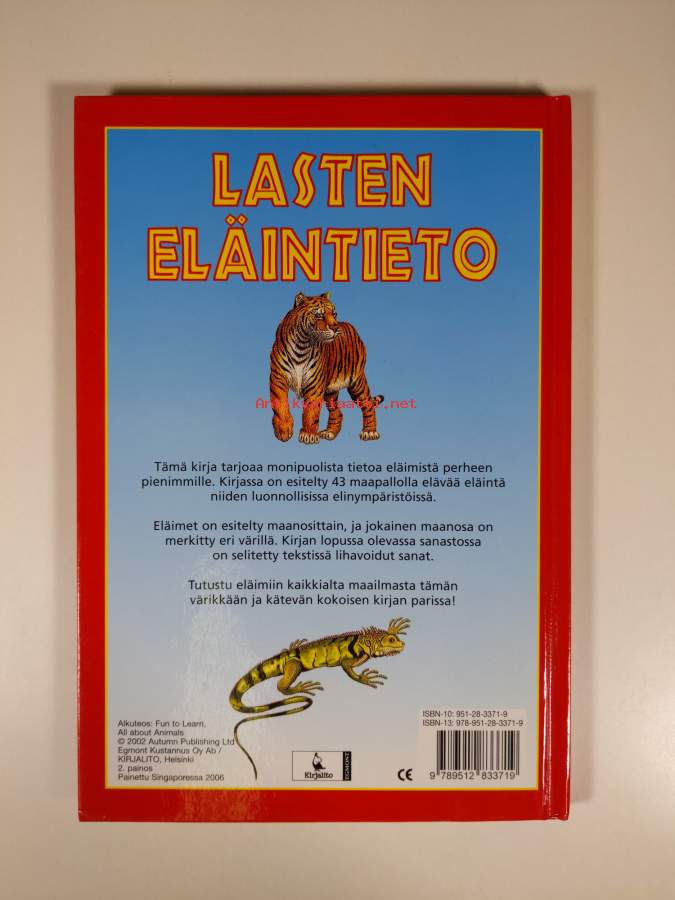 LASTEN
ELÄINTIETO
Antikvariaatti.net
Tämä kirja tarjoaa monipuolista tietoa eläimistä perheen
pienimmille. Kirjassa on esitelty 43 maapallolla elävää eläintä
niiden luonnollisissa elinympäristöissä.
Eläimet on esitelty maanosittain, ja jokainen maanosa on
merkitty eri värillä. Kirjan lopussa olevassa sanastossa
on selitetty tekstissä lihavoidut sanat.
Tutustu eläimiin kaikkialta maailmasta tämän
värikkään ja kätevän kokoisen kirjan parissa!
Alkuteos: Fun to Learn,
All about Animals
© 2002 Autumn Publishing Ltd
Egmont Kustannus Oy Ab /
KIRJALITO, Helsinki
2. painos
Painettu Singaporessa 2006
Kirjalito
EGMONT
CE
ISBN-10: 951-28-3371-9
ISBN-13: 978-951-28-3371-9
9 789512 833719